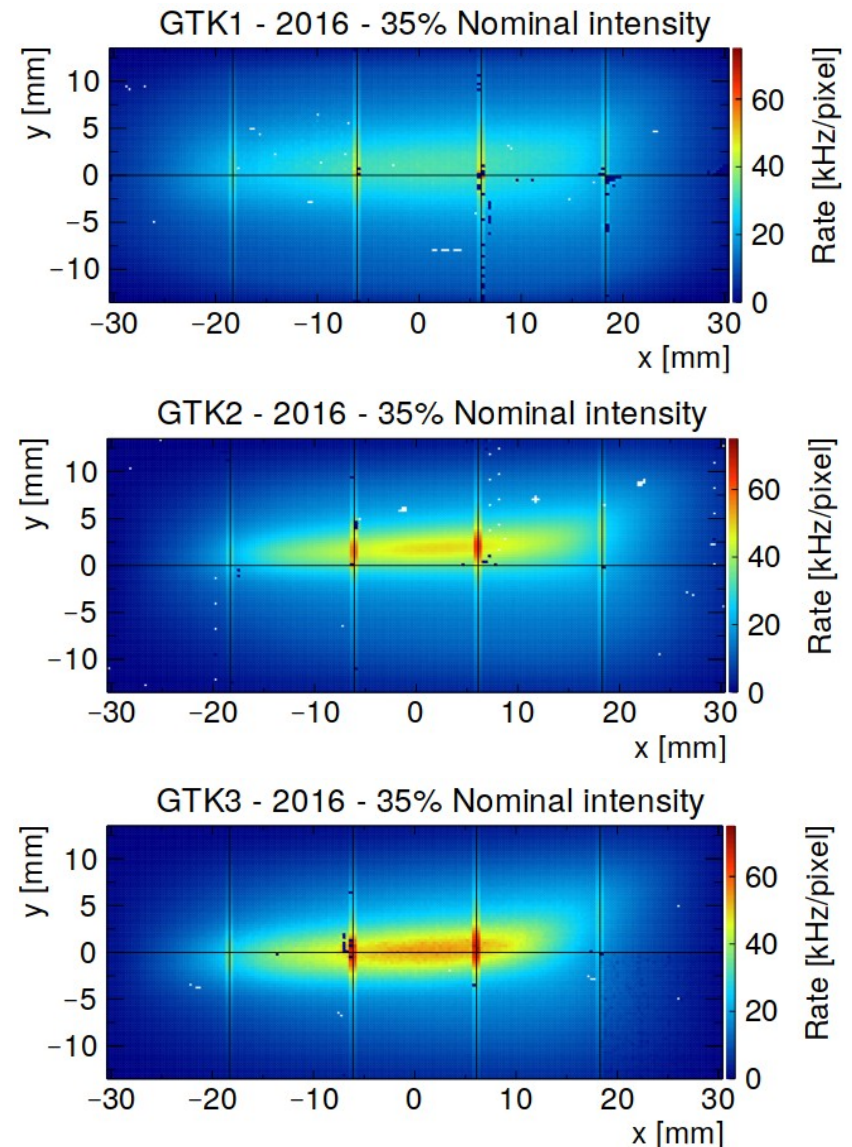 GTK1 - 2016 - 35% Nominal intensity
y [mm]
10
5
0
−5
−10
−30 −20 −10 0 10 20 30
x [mm]
60
40
20
0
Rate [kHz/pixel]
GTK2 - 2016 - 35% Nominal intensity
y [mm]
10
5
0
−5
−10
−30 −20 −10 0 10 20 30
x [mm]
60
40
20
0
Rate [kHz/pixel]
GTK3 - 2016 - 35% Nominal intensity
y [mm]
10
5
0
−5
−10
−30 −20 −10 0 10 20 30
x [mm]
60
40
20
0
Rate [kHz/pixel]